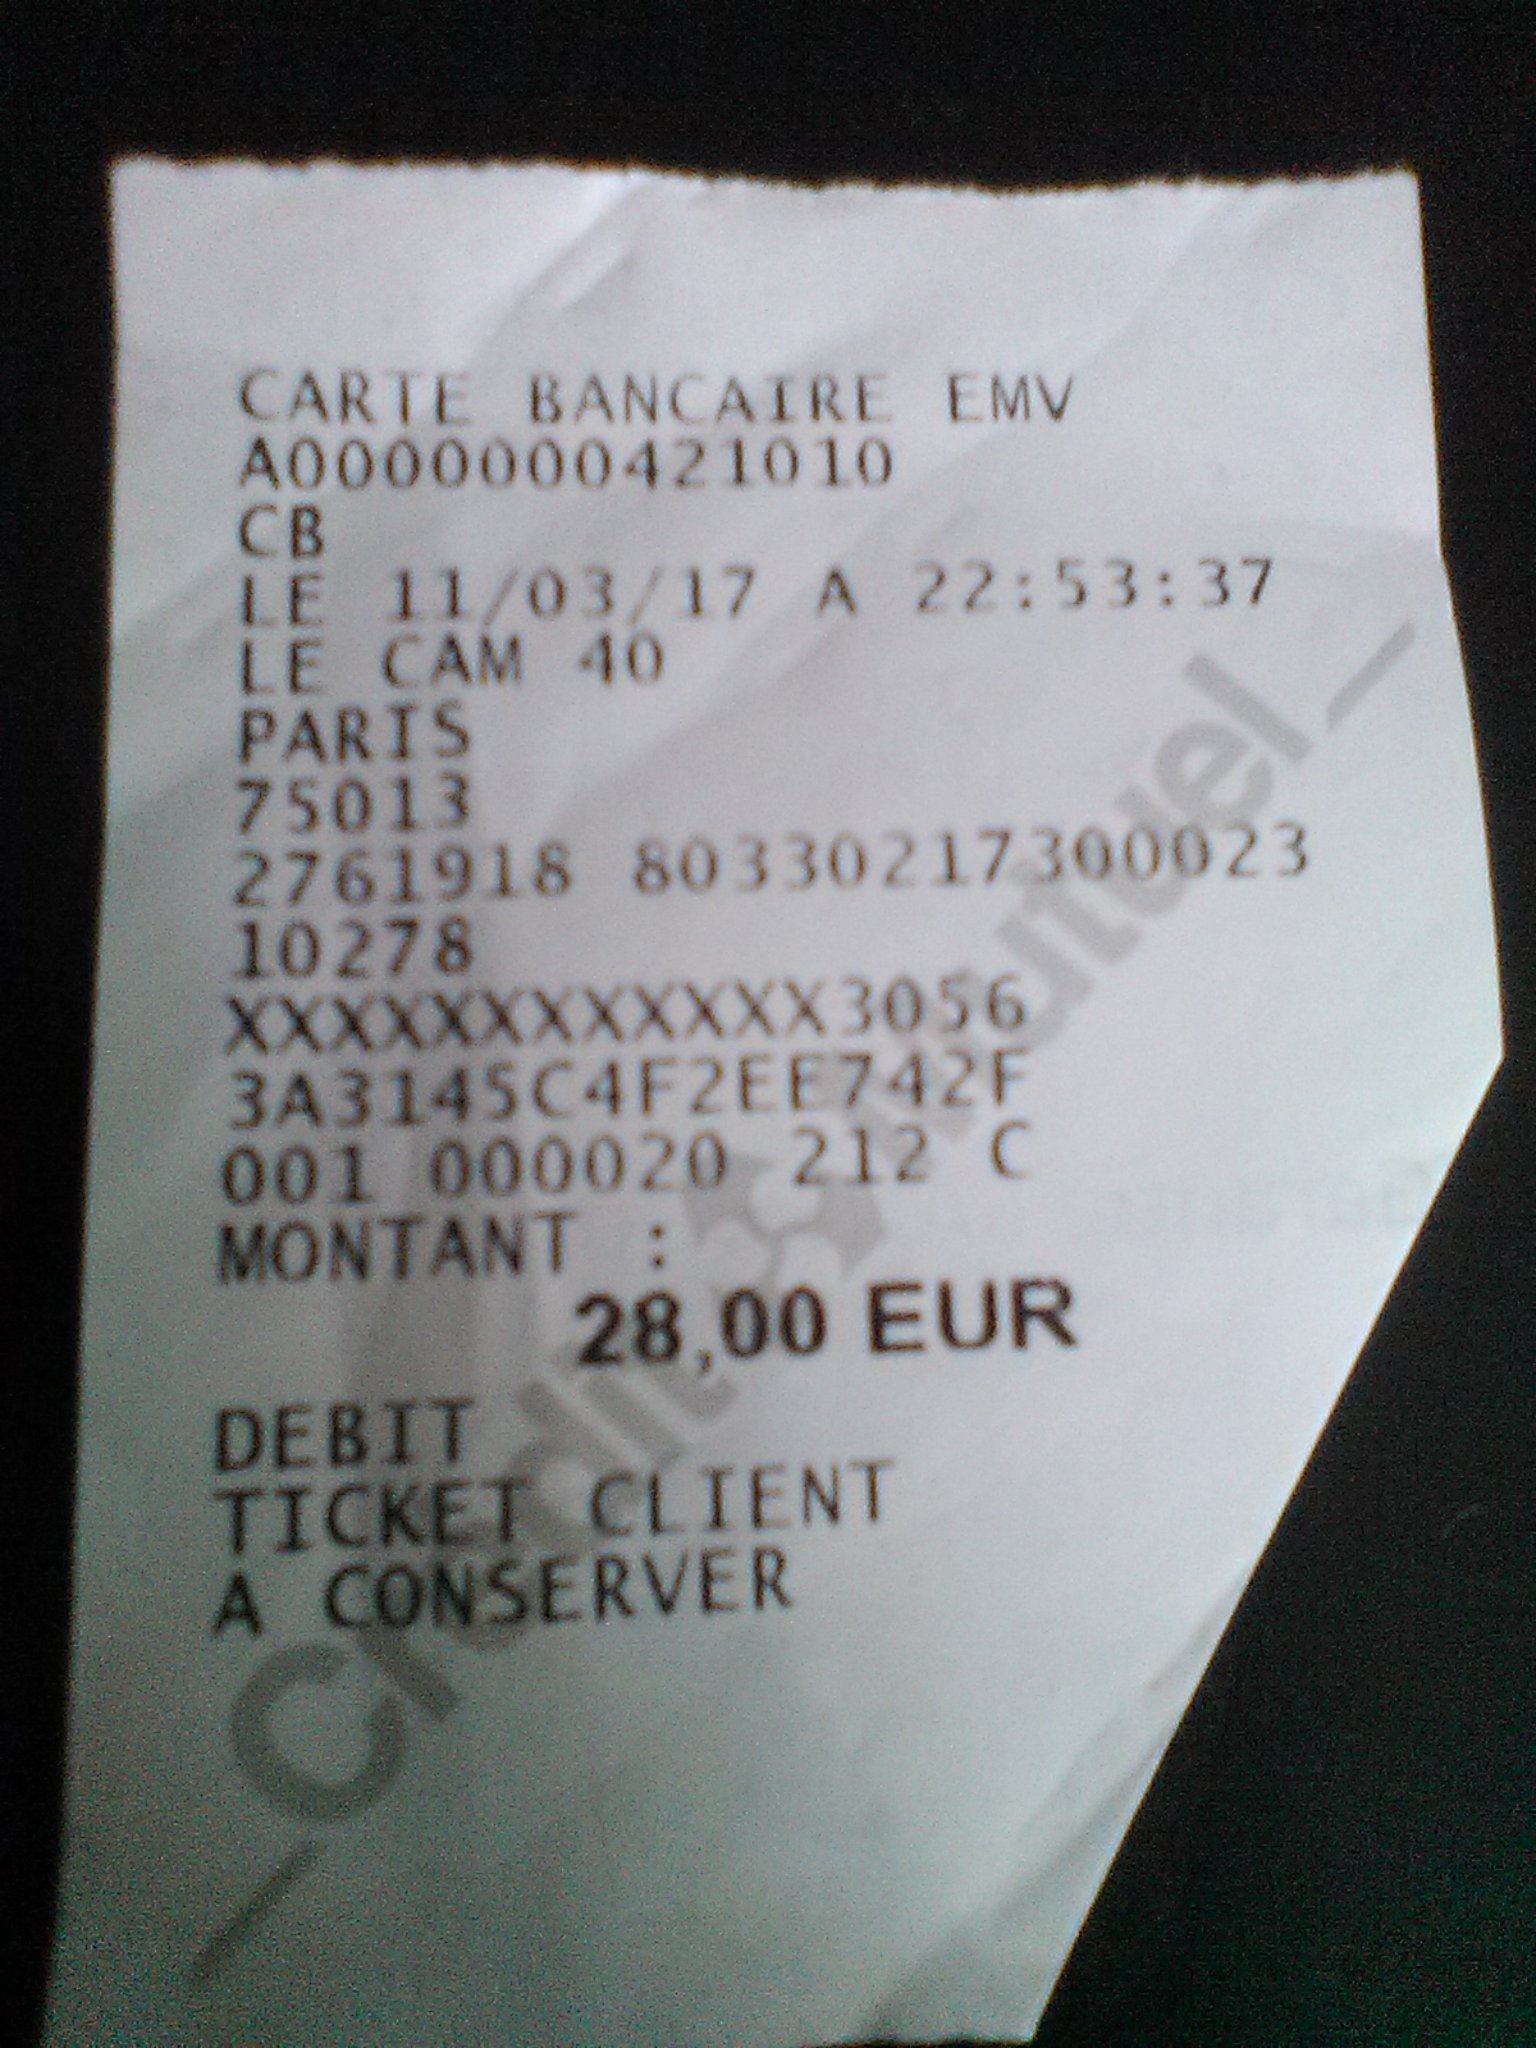 CARTE BANCAIRE EMV
A0000000421010
CB
LE 11/03/17 A 22:53:37
LE CAM 40
PARIS
75013
2761918 80330217300023
10278
XXXXXXXXXXXXX3056
3A3145C4F2EE742F
001 000020 212 C
MONTANT :
28,00 EUR
DEBIT
TICKET CLIENT
A CONSERVER
Crédit Mutuel